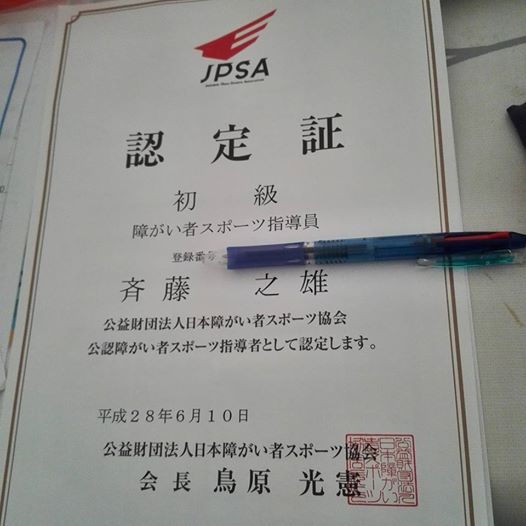 JPSA
認定証
初級
障がい者スポーツ指導員
登録番号
斉藤 之雄
公益財団法人日本障がい者スポーツ協会
公認障がい者スポーツ指導者として認定します。
平成28年6月10日
公益財団法人日本障がい者スポーツ協会
会長 鳥原 光憲